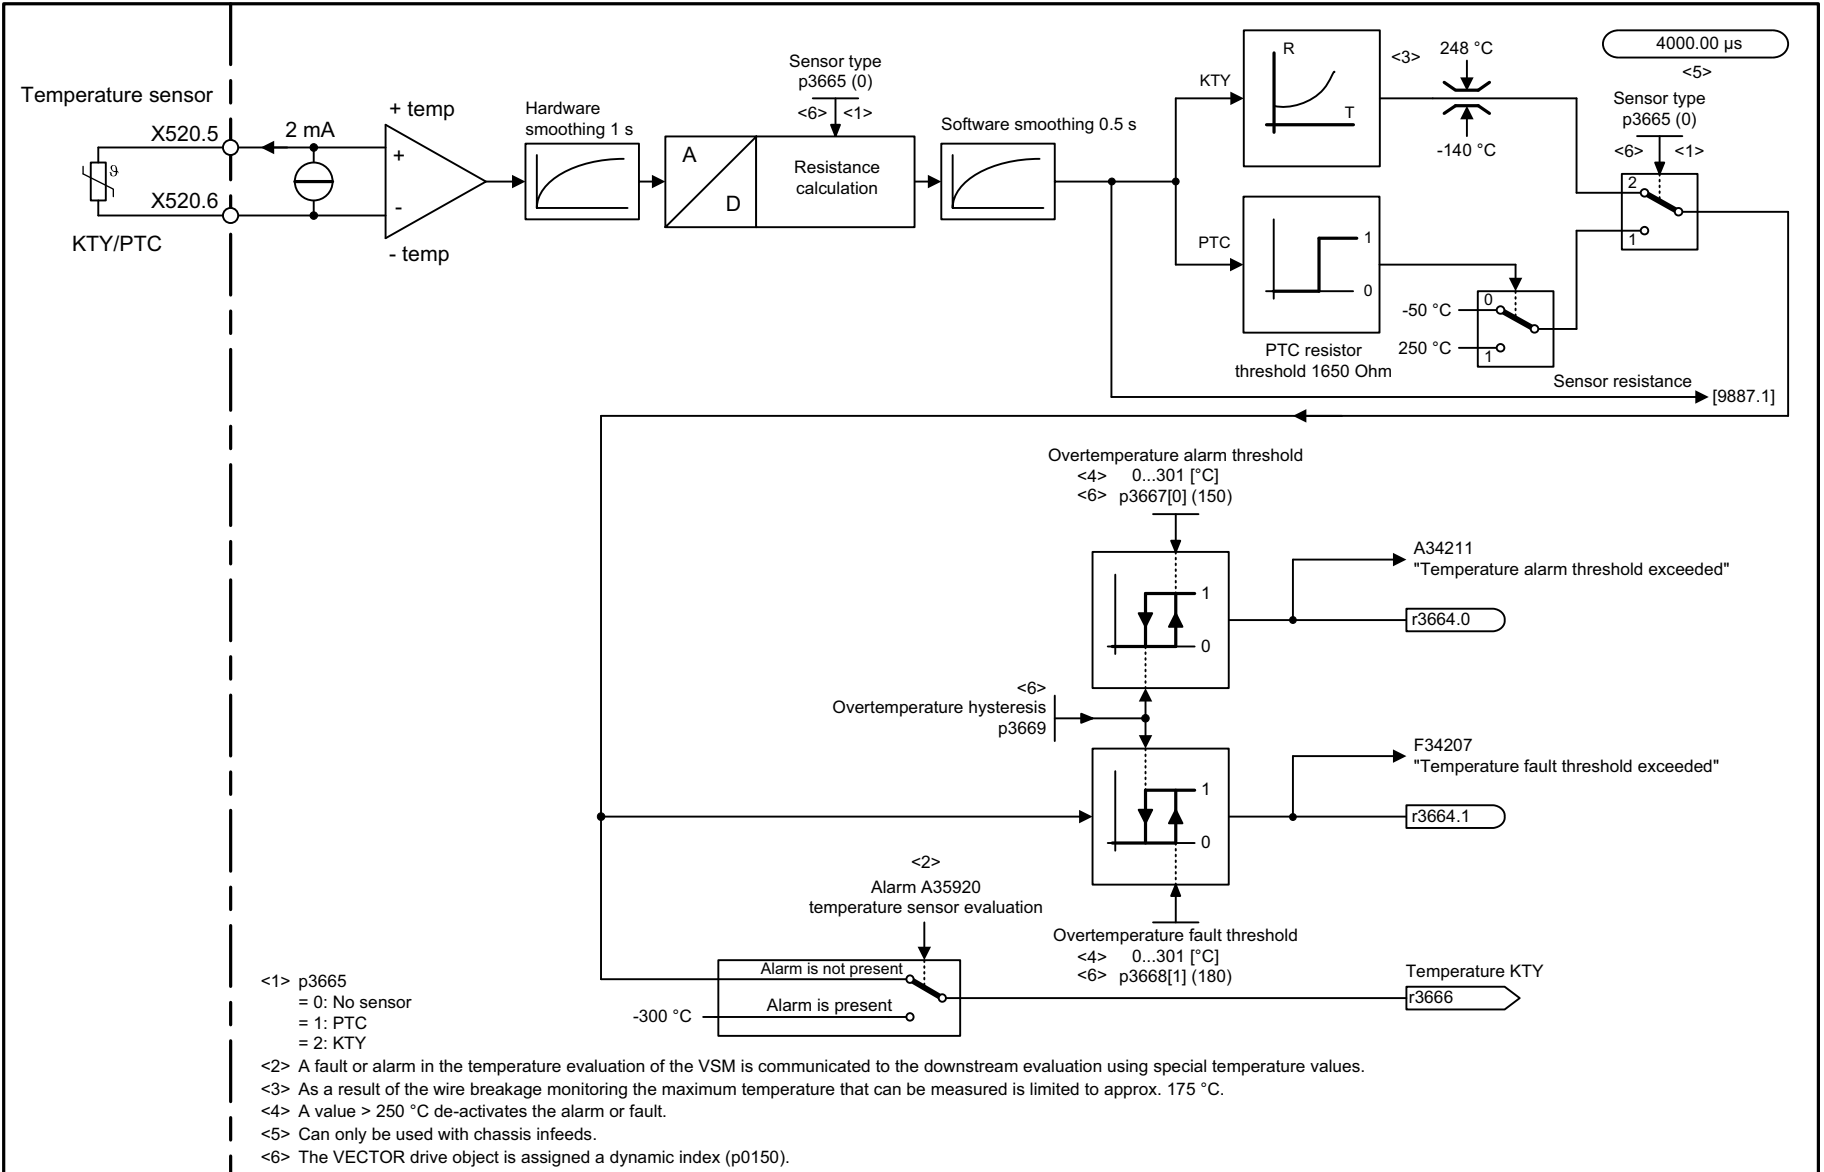 4000.00 µs
<5>
Sensor type
p3665 (0)
<6> <1>
Temperature sensor
X520.5
X520.6
ϑ
KTY/PTC
2 mA
+ temp
+
-
- temp
Hardware
smoothing 1 s
Sensor type
p3665 (0)
<6> <1>
A
D
Resistance
calculation
Software smoothing 0.5 s
KTY
R
T
<3>
248 °C
-140 °C
2
1
PTC
1
0
PTC resistor
threshold 1650 Ohm
-50 °C
0
250 °C
1
Sensor resistance
[9887.1]
Overtemperature alarm threshold
<4> 0...301 [°C]
<6> p3667[0] (150)
1
0
A34211
"Temperature alarm threshold exceeded"
r3664.0
<6>
Overtemperature hysteresis
p3669
1
0
F34207
"Temperature fault threshold exceeded"
r3664.1
Overtemperature fault threshold
<4> 0...301 [°C]
<6> p3668[1] (180)
<2>
Alarm A35920
temperature sensor evaluation
Alarm is not present
Alarm is present
-300 °C
Temperature KTY
r3666
<1> p3665
= 0: No sensor
= 1: PTC
= 2: KTY
<2> A fault or alarm in the temperature evaluation of the VSM is communicated to the downstream evaluation using special temperature values.
<3> As a result of the wire breakage monitoring the maximum temperature that can be measured is limited to approx. 175 °C.
<4> A value > 250 °C de-activates the alarm or fault.
<5> Can only be used with chassis infeeds.
<6> The VECTOR drive object is assigned a dynamic index (p0150).